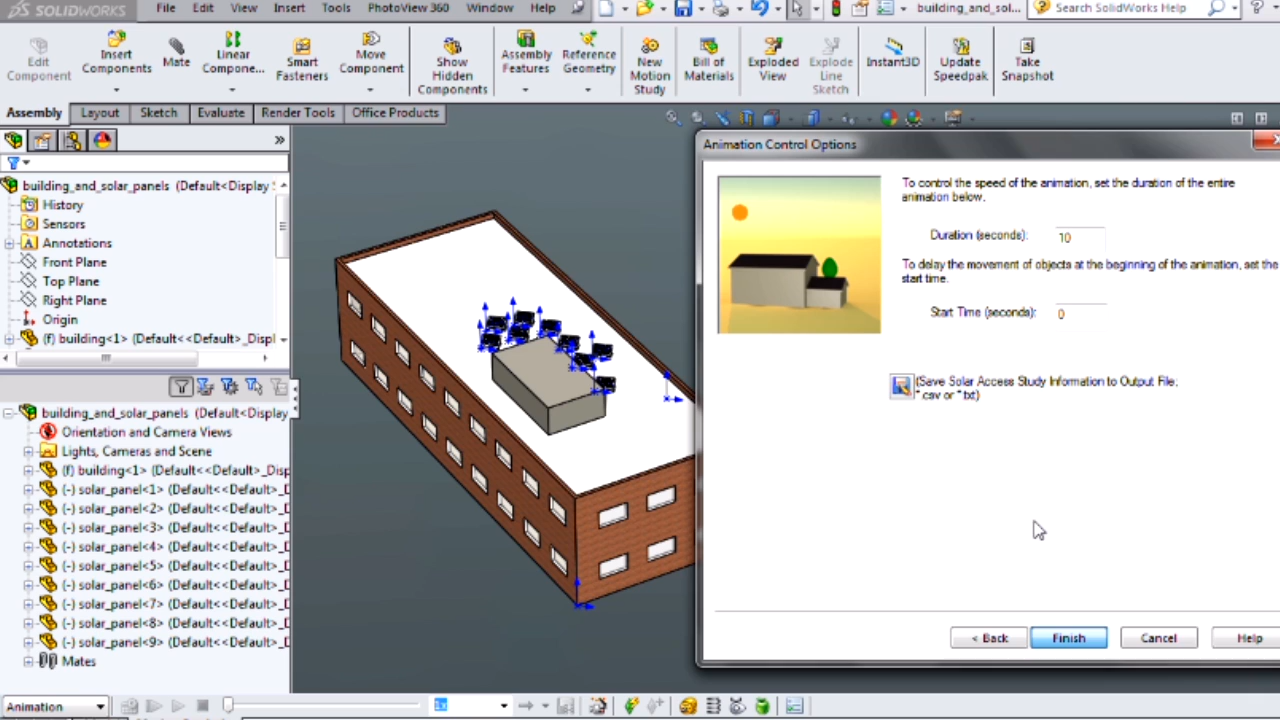 SOLIDWORKS
File Edit View Insert Tools PhotoView 360 Window Help
building_and_sol...
Search SolidWorks Help
Edit Component
Insert Components
Mate
Linear Compone...
Smart Fasteners
Move Component
Show Hidden Components
Assembly Features
Reference Geometry
New Motion Study
Bill of Materials
Exploded View
Explode Line Sketch
Instant3D
Update Speedpak
Take Snapshot
Assembly Layout Sketch Evaluate Render Tools Office Products
building_and_solar_panels (Default<Display
History
Sensors
Annotations
Front Plane
Top Plane
Right Plane
Origin
(f) building<1> (Default<<Default>_Displ
building_and_solar_panels (Default<Display
Orientation and Camera Views
Lights, Cameras and Scene
(f) building<1> (Default<<Default>_Disp
(-) solar_panel<1> (Default<<Default>_D
(-) solar_panel<2> (Default<<Default>_D
(-) solar_panel<3> (Default<<Default>_D
(-) solar_panel<4> (Default<<Default>_D
(-) solar_panel<5> (Default<<Default>_D
(-) solar_panel<6> (Default<<Default>_D
(-) solar_panel<7> (Default<<Default>_D
(-) solar_panel<8> (Default<<Default>_D
(-) solar_panel<9> (Default<<Default>_D
Mates
Animation
1x
Animation Control Options
To control the speed of the animation, set the duration of the entire
animation below.
Duration (seconds): 10
To delay the movement of objects at the beginning of the animation, set the
start time.
Start Time (seconds): 0
(Save Solar Access Study Information to Output File;
*.csv or *.txt)
< Back Finish Cancel Help